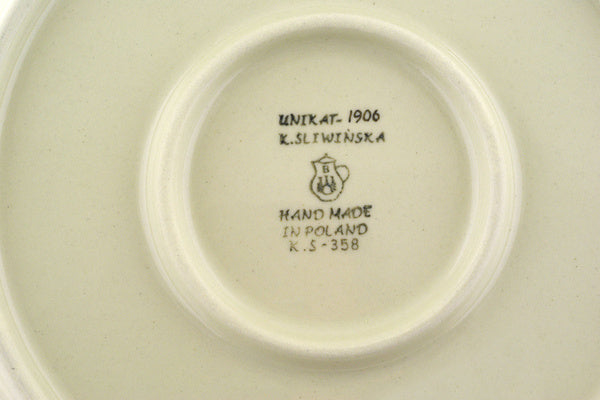 UNIKAT-1906
K.SLIWIŃSKA
B
HAND MADE
IN POLAND
K.S-358